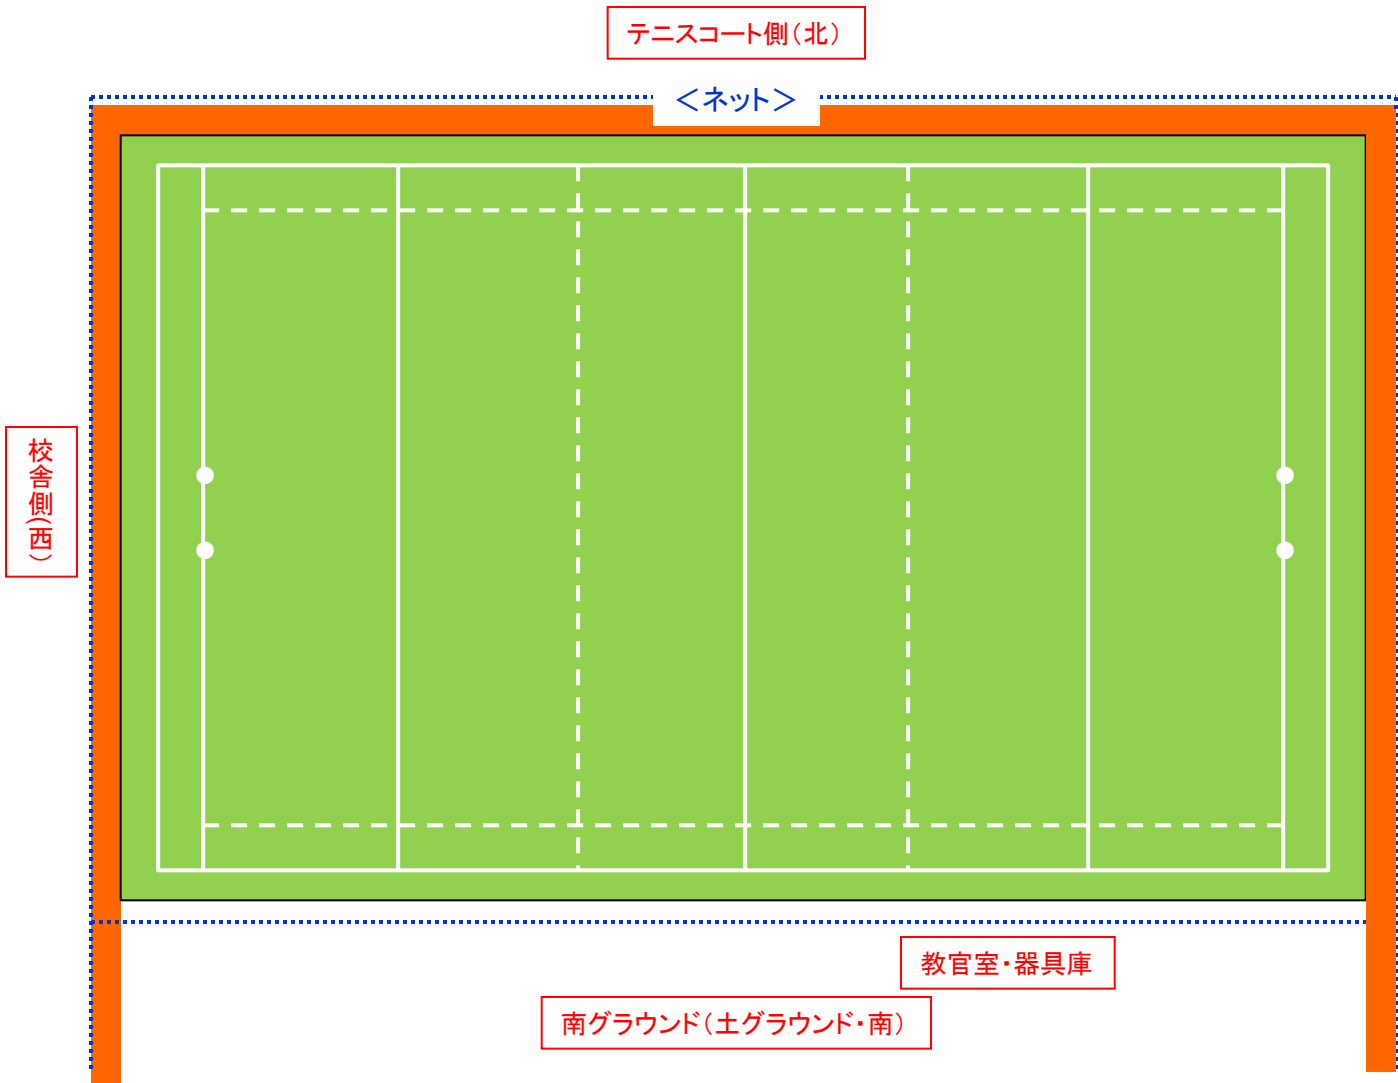 テニスコート側（北）
＜ネット＞
校舎側（西）
教官室・器具庫
南グラウンド（土グラウンド・南）